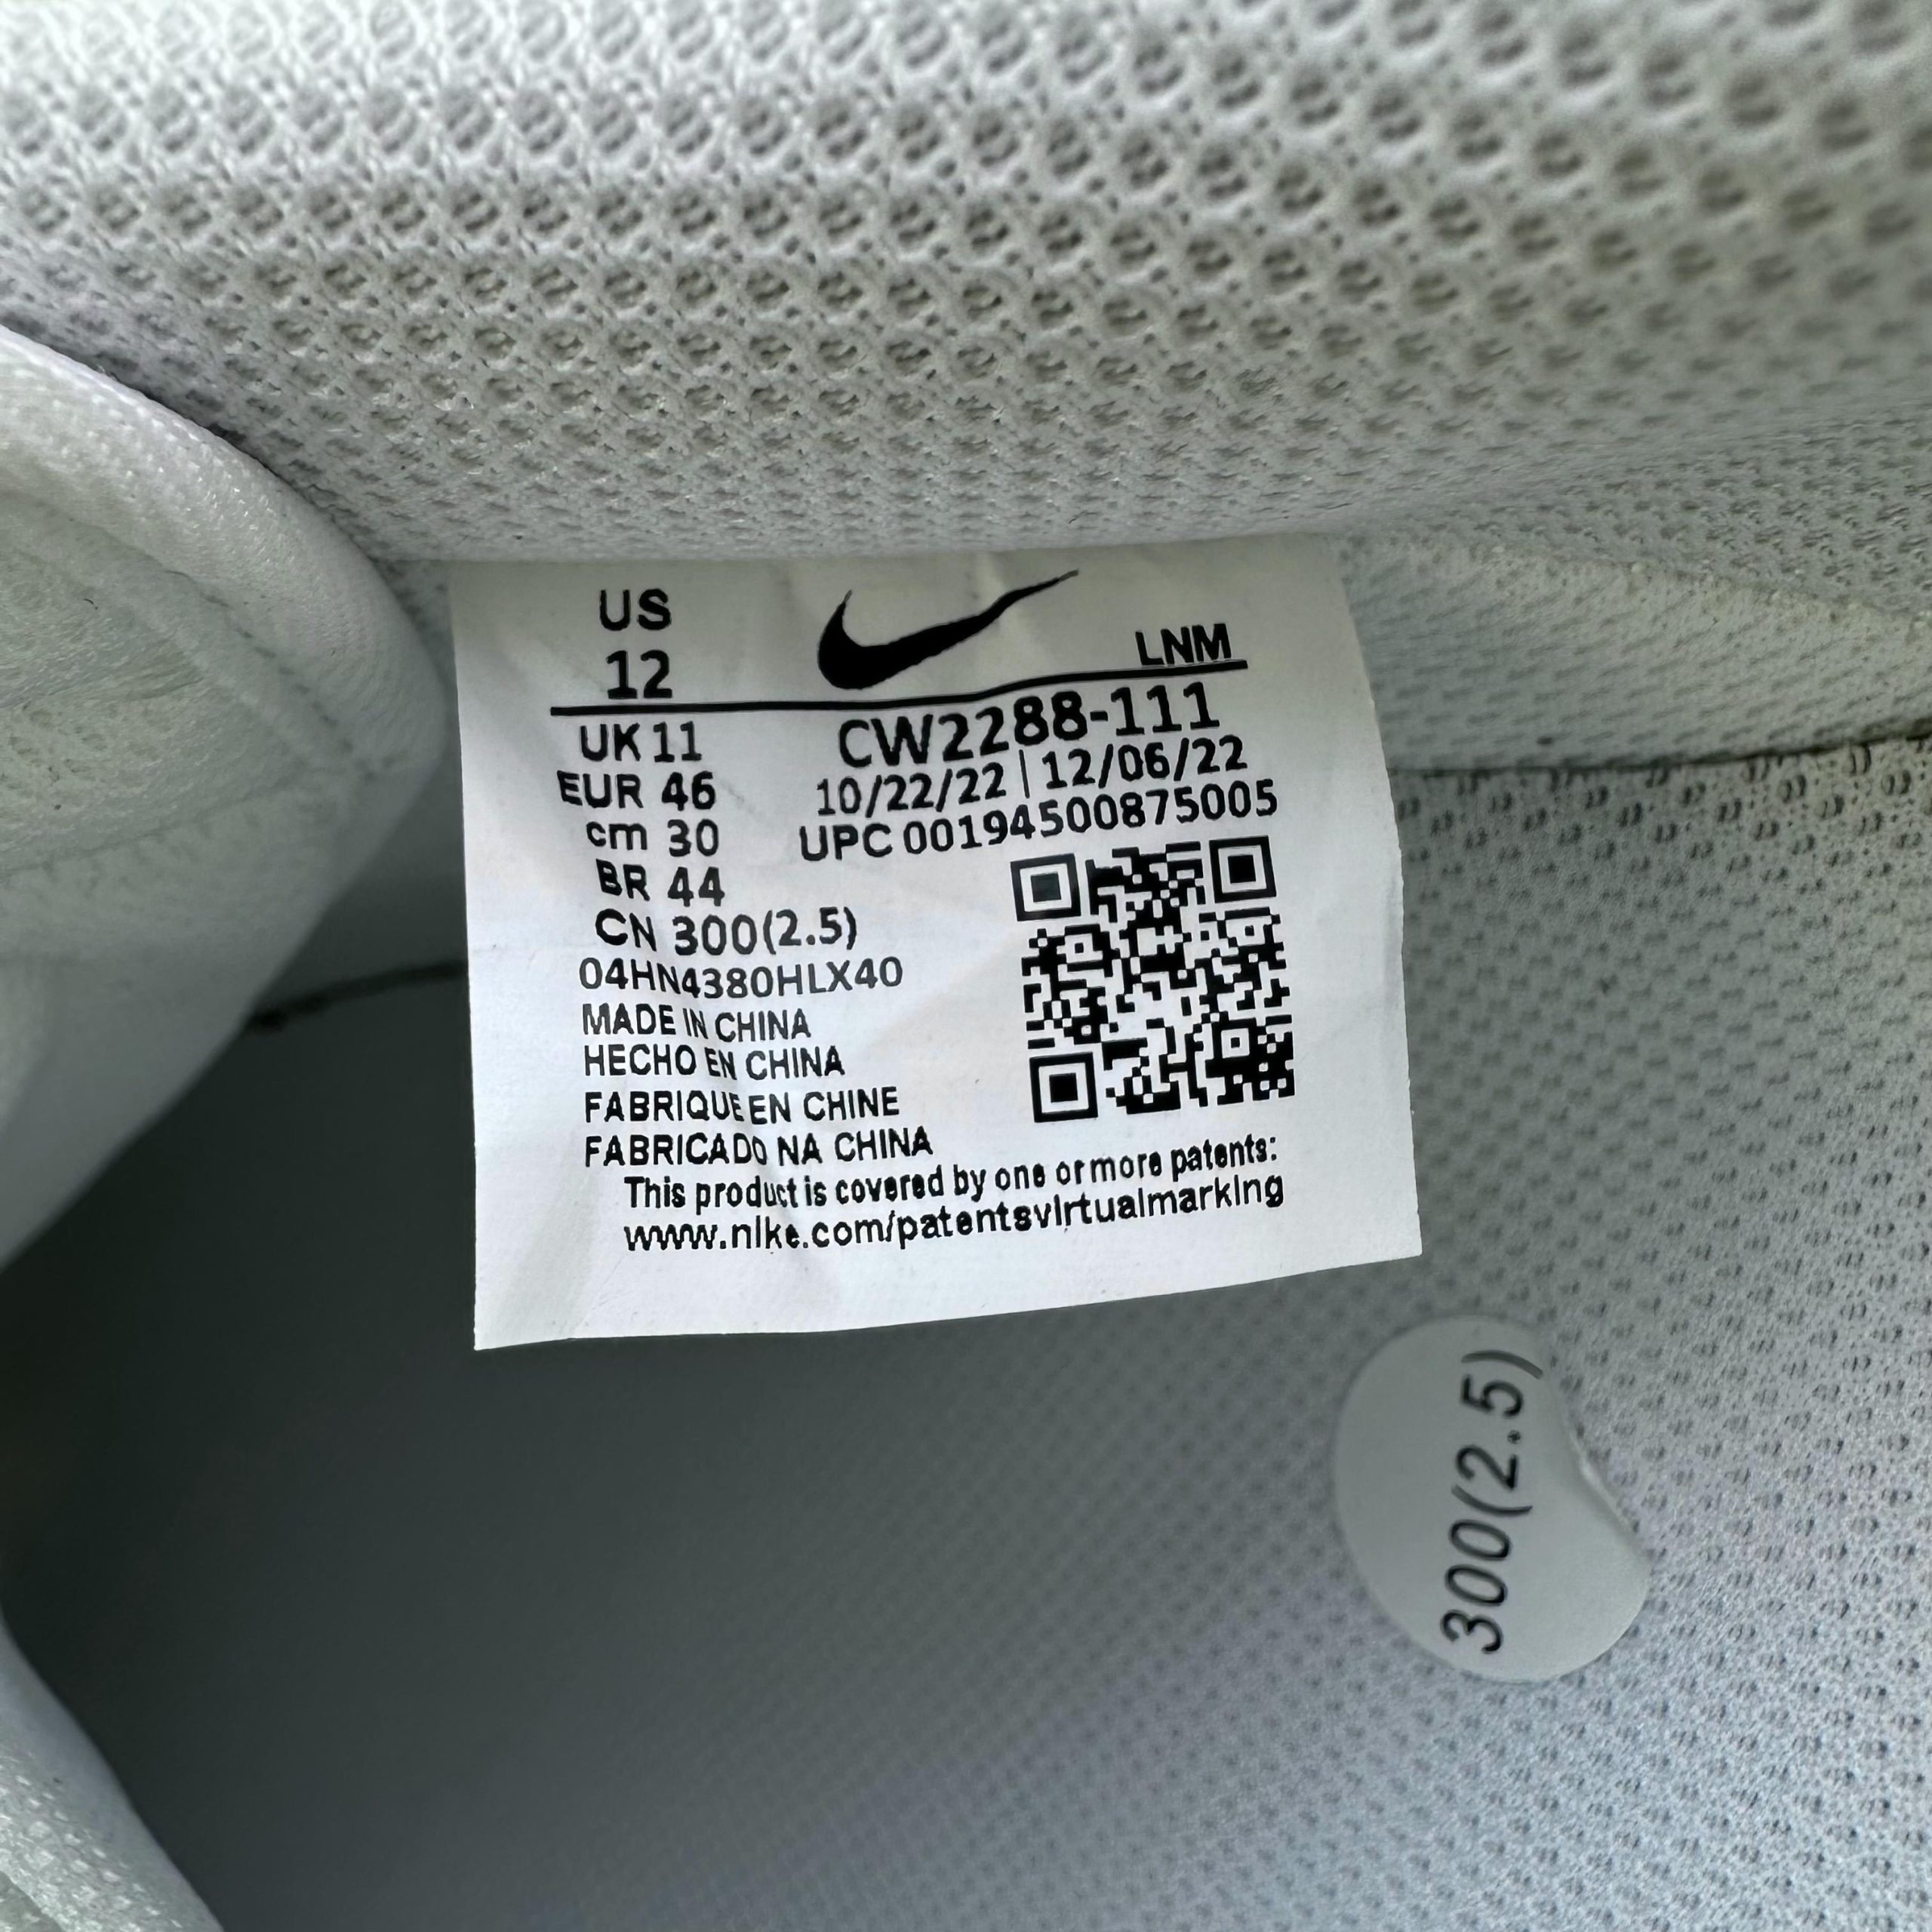 US
12
LNM
UK 11
EUR 46
cm 30
BR 44
CN 300(2.5)
CW2288-111
10/22/22 | 12/06/22
UPC 00194500875005
04HN4380HLX40
MADE IN CHINA
HECHO EN CHINA
FABRIQUE EN CHINE
FABRICADO NA CHINA
This product is covered by one or more patents:
www.nike.com/patentsvirtualmarking
300(2.5)